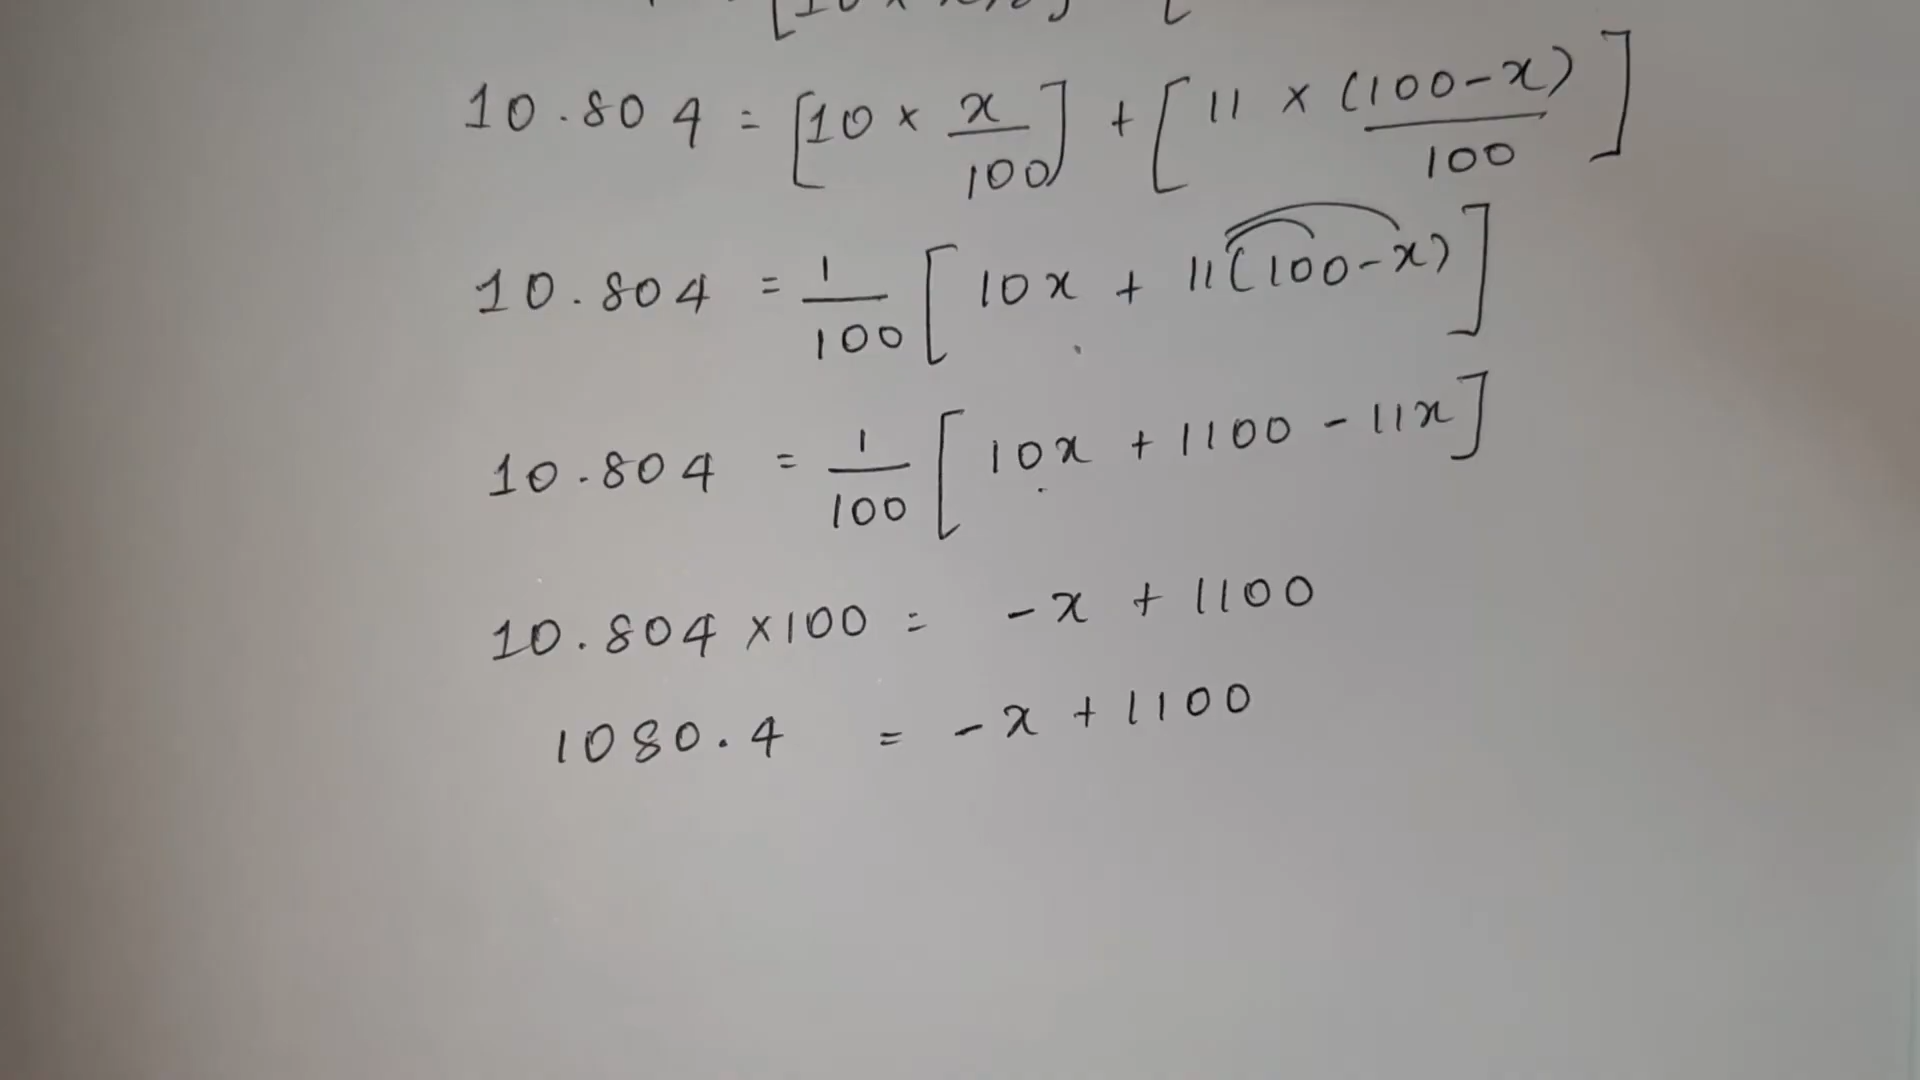 10.804 = [10 × x/100] + [11 × (100-x)/100]
10.804 = 1/100 [10x + 11(100-x)]
10.804 = 1/100 [10x + 1100 - 11x]
10.804 ×100 = -x + 1100
1080.4 = -x + 1100